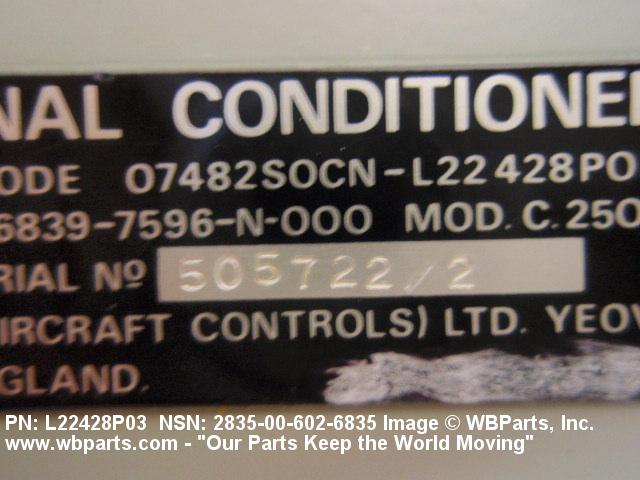 NAL CONDITIONE
ODE 07482SOCN-L22428PO
6839-7596-N-000 MOD. C. 250
RIAL Nº 505722/2
IRCRAFT CONTROLS) LTD. YEOV
GLAND.
PN: L22428P03 NSN: 2835-00-602-6835 Image © WBParts, Inc.
www.wbparts.com - "Our Parts Keep the World Moving"